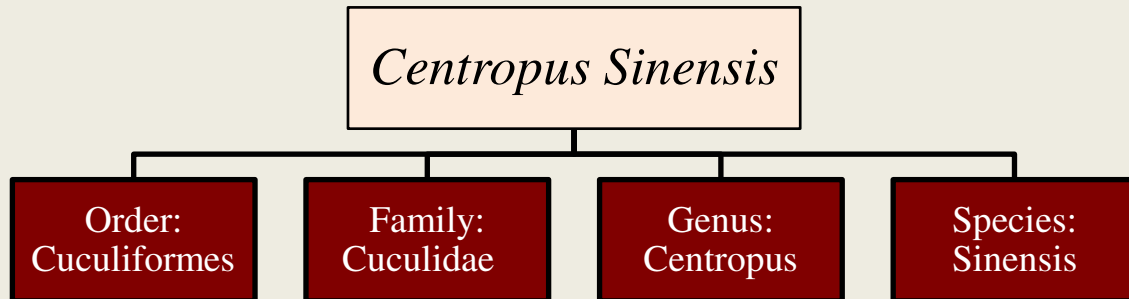 Centropus Sinensis
Order:
Cuculiformes
Family:
Cuculidae
Genus:
Centropus
Species:
Sinensis